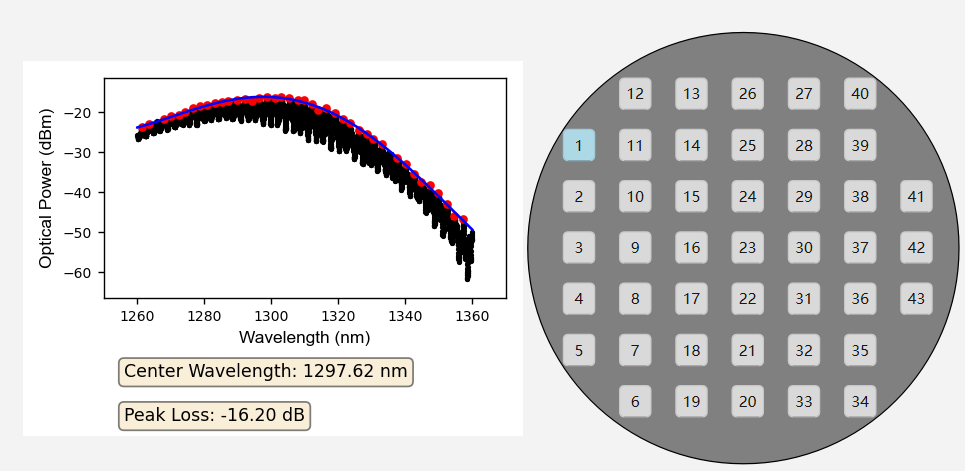 Optical Power (dBm)
−20
−30
−40
−50
−60
1260 1280 1300 1320 1340 1360
Wavelength (nm)
Center Wavelength: 1297.62 nm
Peak Loss: -16.20 dB
12 13 26 27 40
1 11 14 25 28 39
2 10 15 24 29 38 41
3 9 16 23 30 37 42
4 8 17 22 31 36 43
5 7 18 21 32 35
6 19 20 33 34